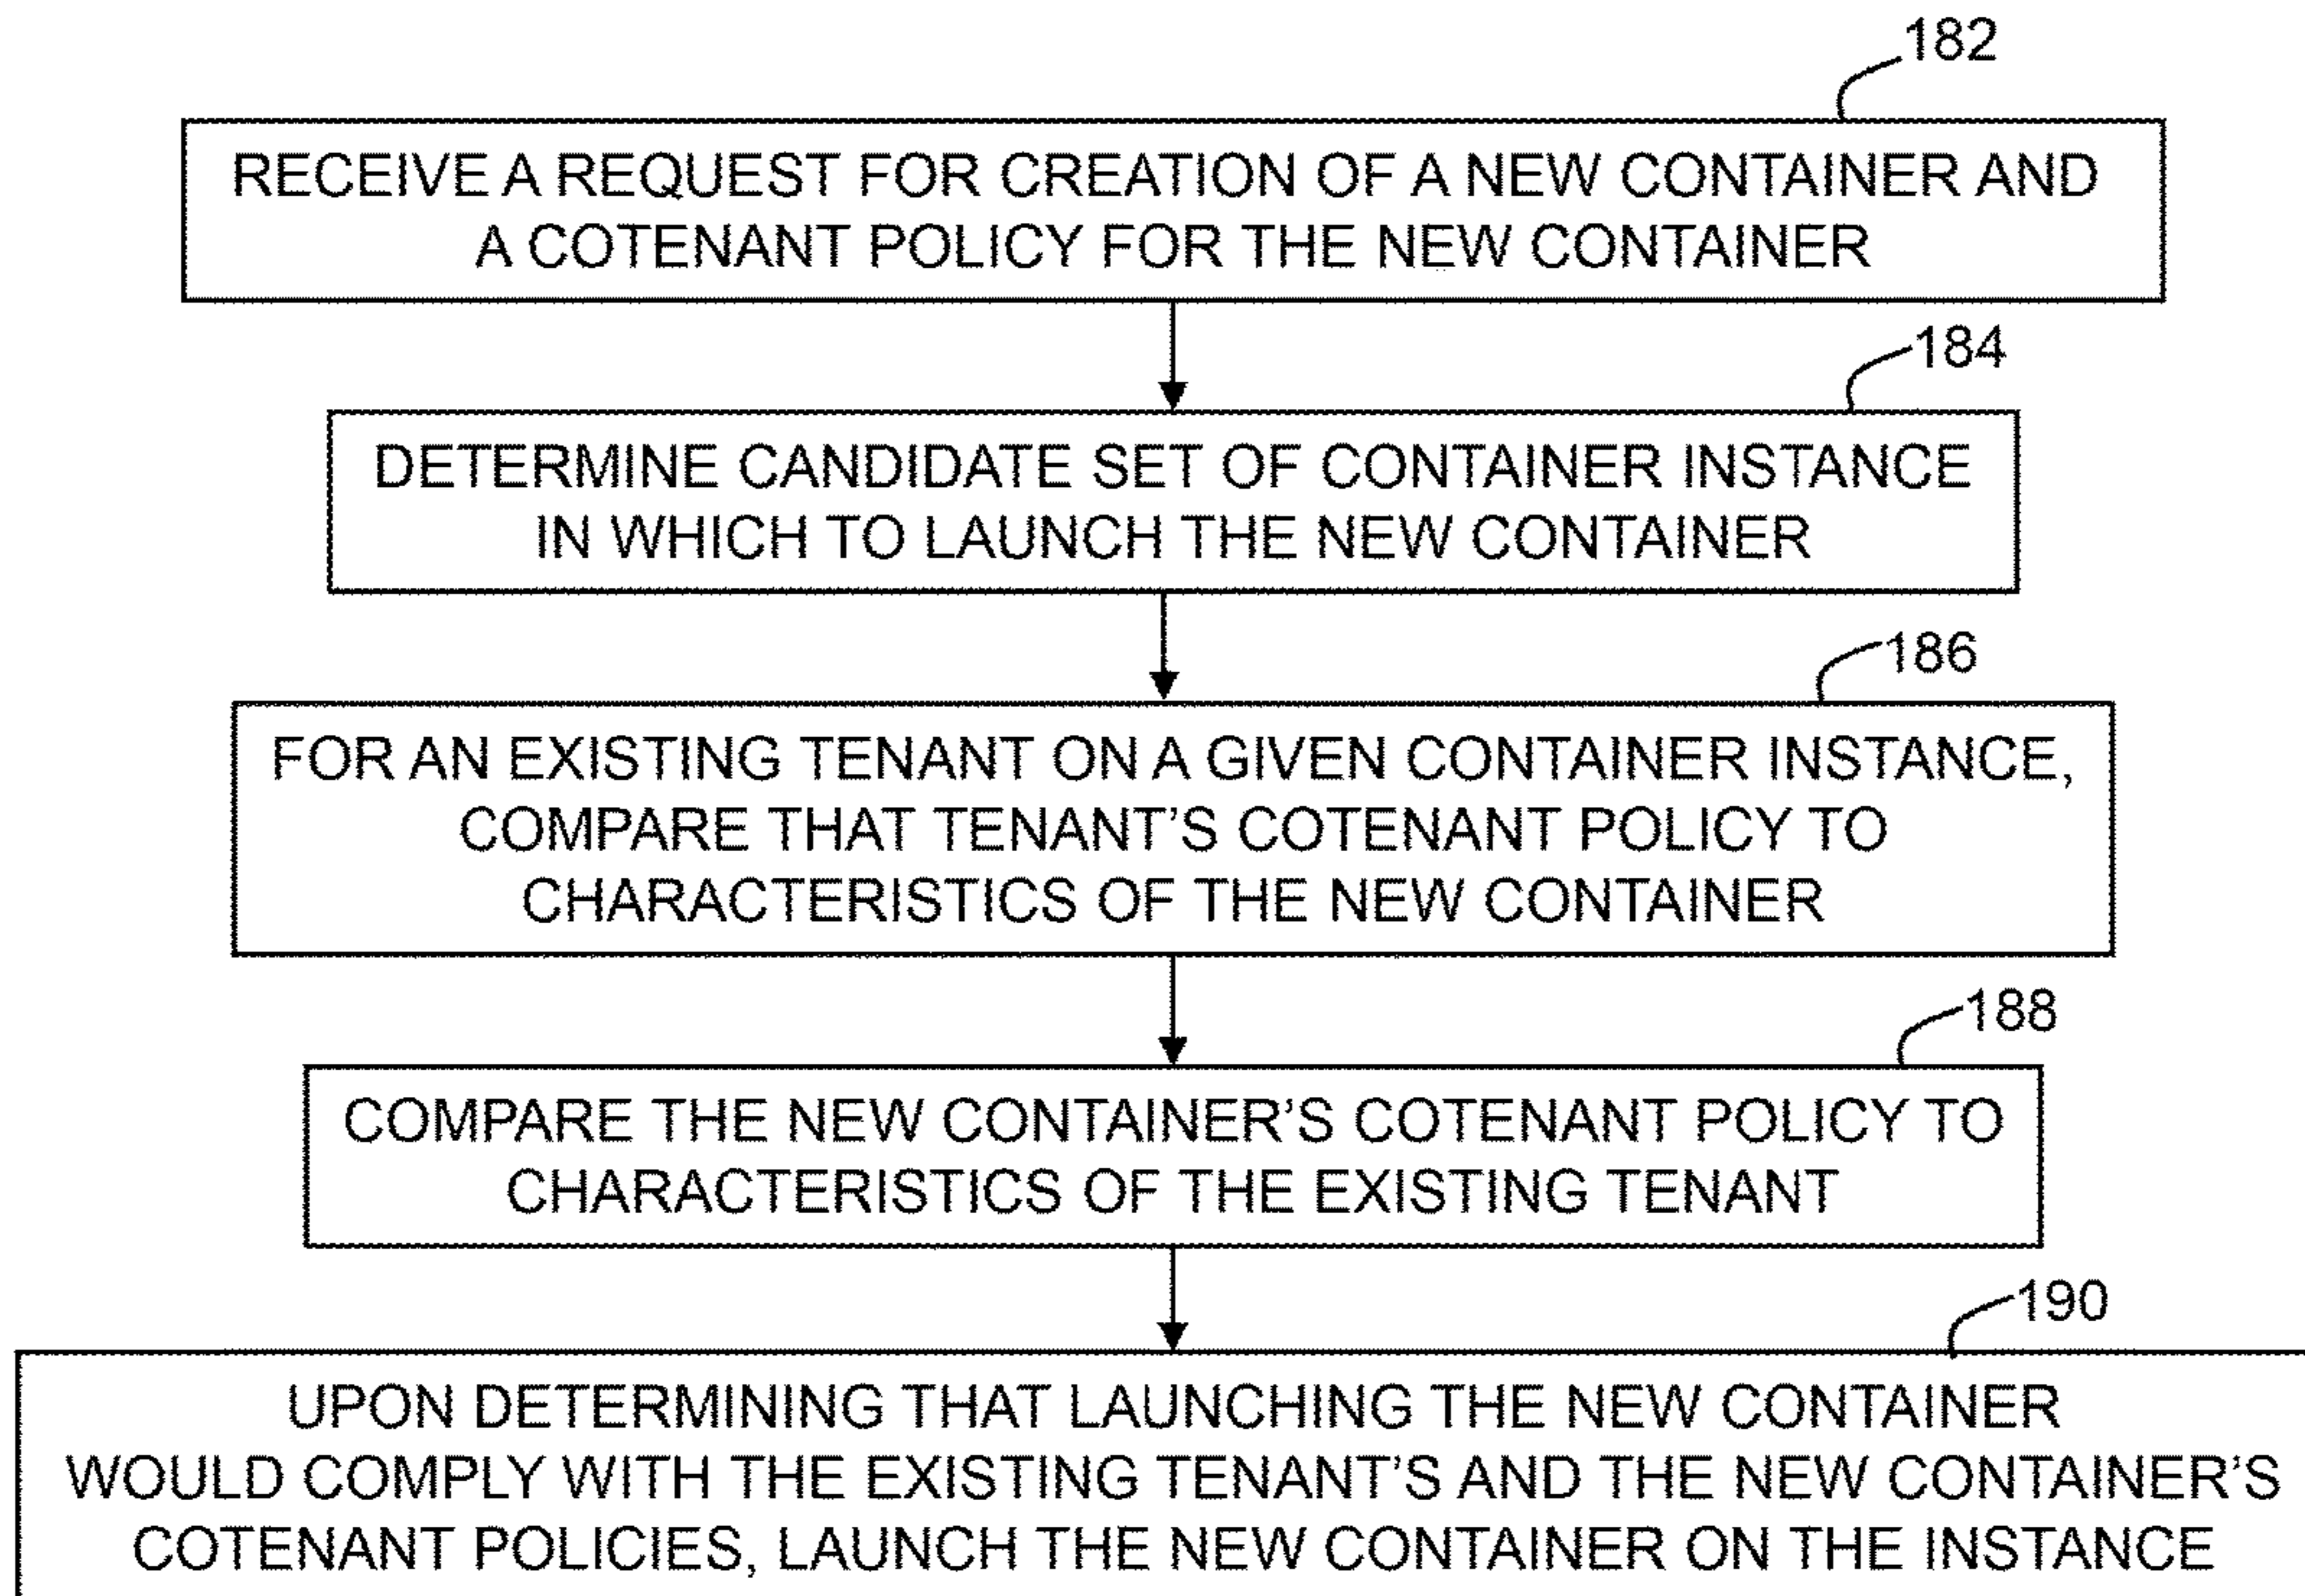 182
RECEIVE A REQUEST FOR CREATION OF A NEW CONTAINER AND
A COTENANT POLICY FOR THE NEW CONTAINER
184
DETERMINE CANDIDATE SET OF CONTAINER INSTANCE
IN WHICH TO LAUNCH THE NEW CONTAINER
186
FOR AN EXISTING TENANT ON A GIVEN CONTAINER INSTANCE,
COMPARE THAT TENANT'S COTENANT POLICY TO
CHARACTERISTICS OF THE NEW CONTAINER
188
COMPARE THE NEW CONTAINER'S COTENANT POLICY TO
CHARACTERISTICS OF THE EXISTING TENANT
190
UPON DETERMINING THAT LAUNCHING THE NEW CONTAINER
WOULD COMPLY WITH THE EXISTING TENANT'S AND THE NEW CONTAINER'S
COTENANT POLICIES, LAUNCH THE NEW CONTAINER ON THE INSTANCE